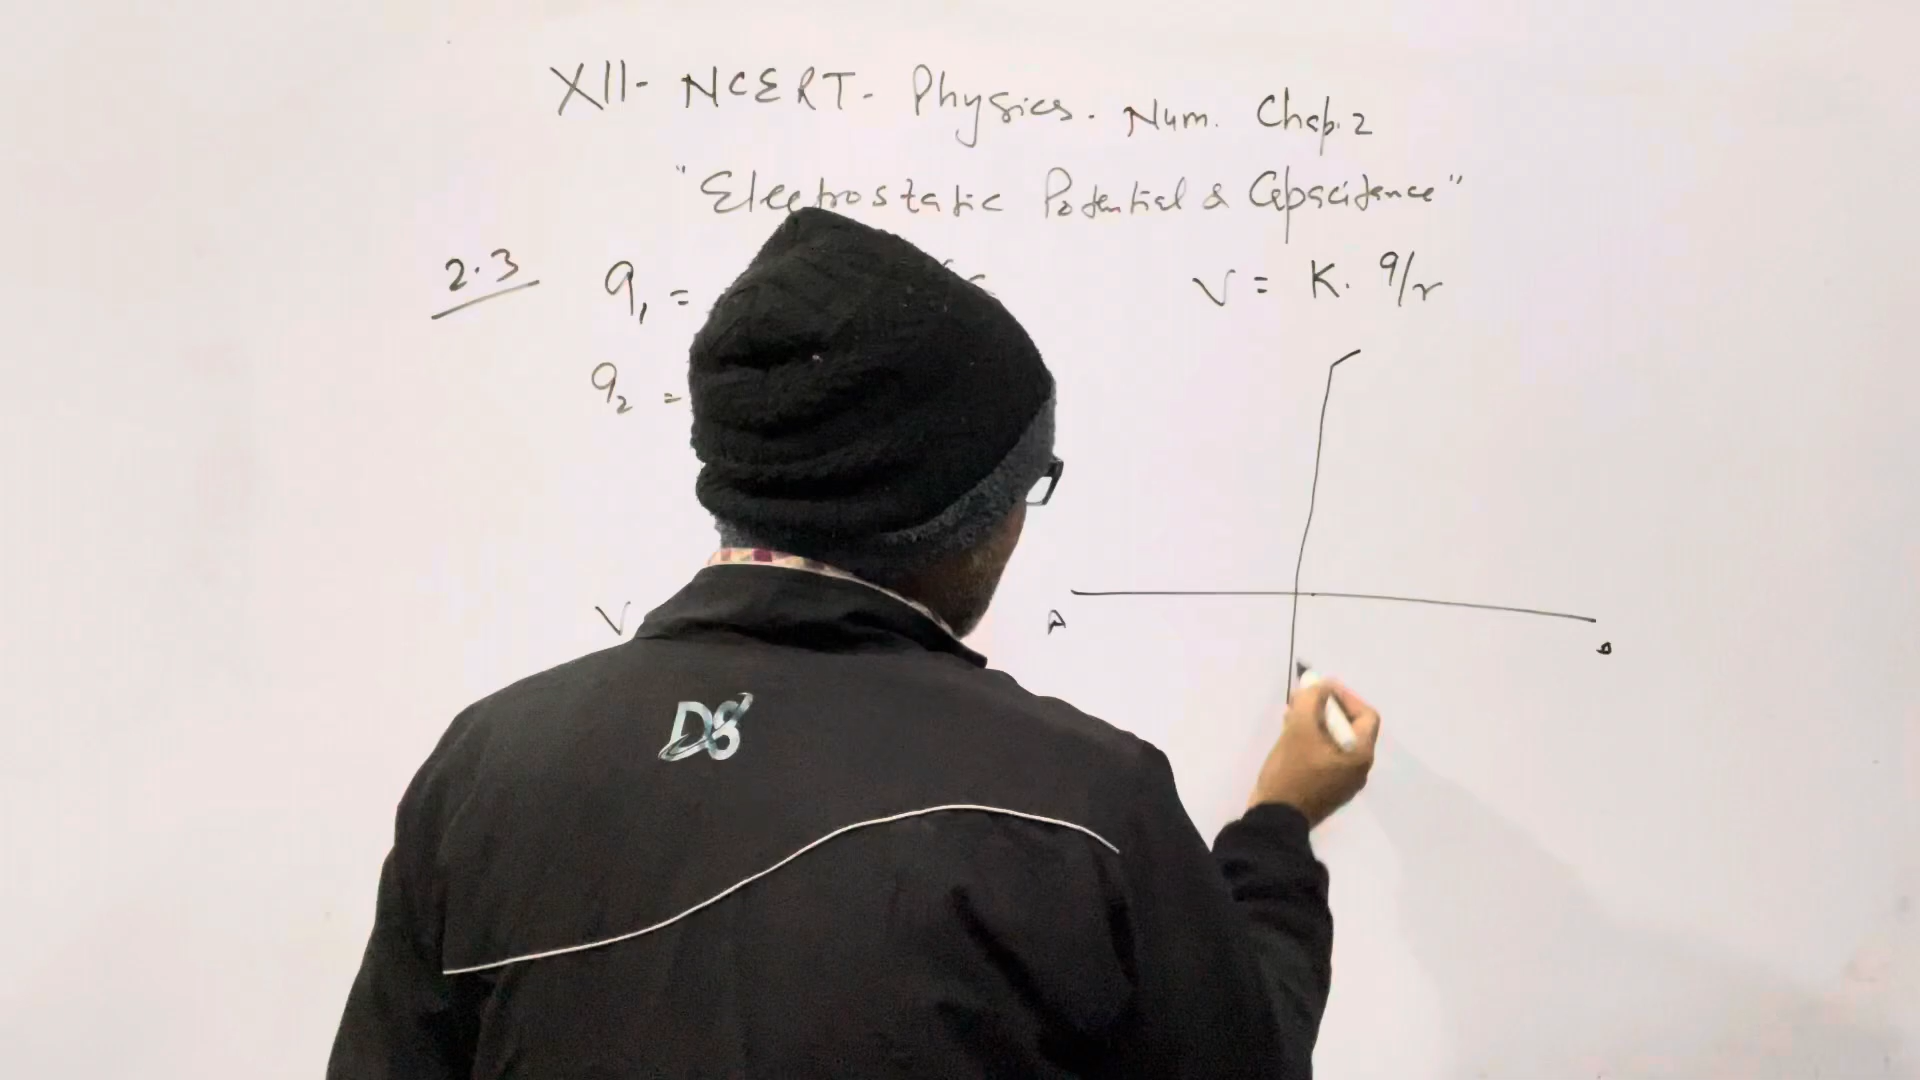 XII- NCERT- Physics. Num. Chap. 2
"Electrostatic Potential & Capacitance"
2.3 q₁ =
V = K. q/r
q₂ =
V
A
B
DS